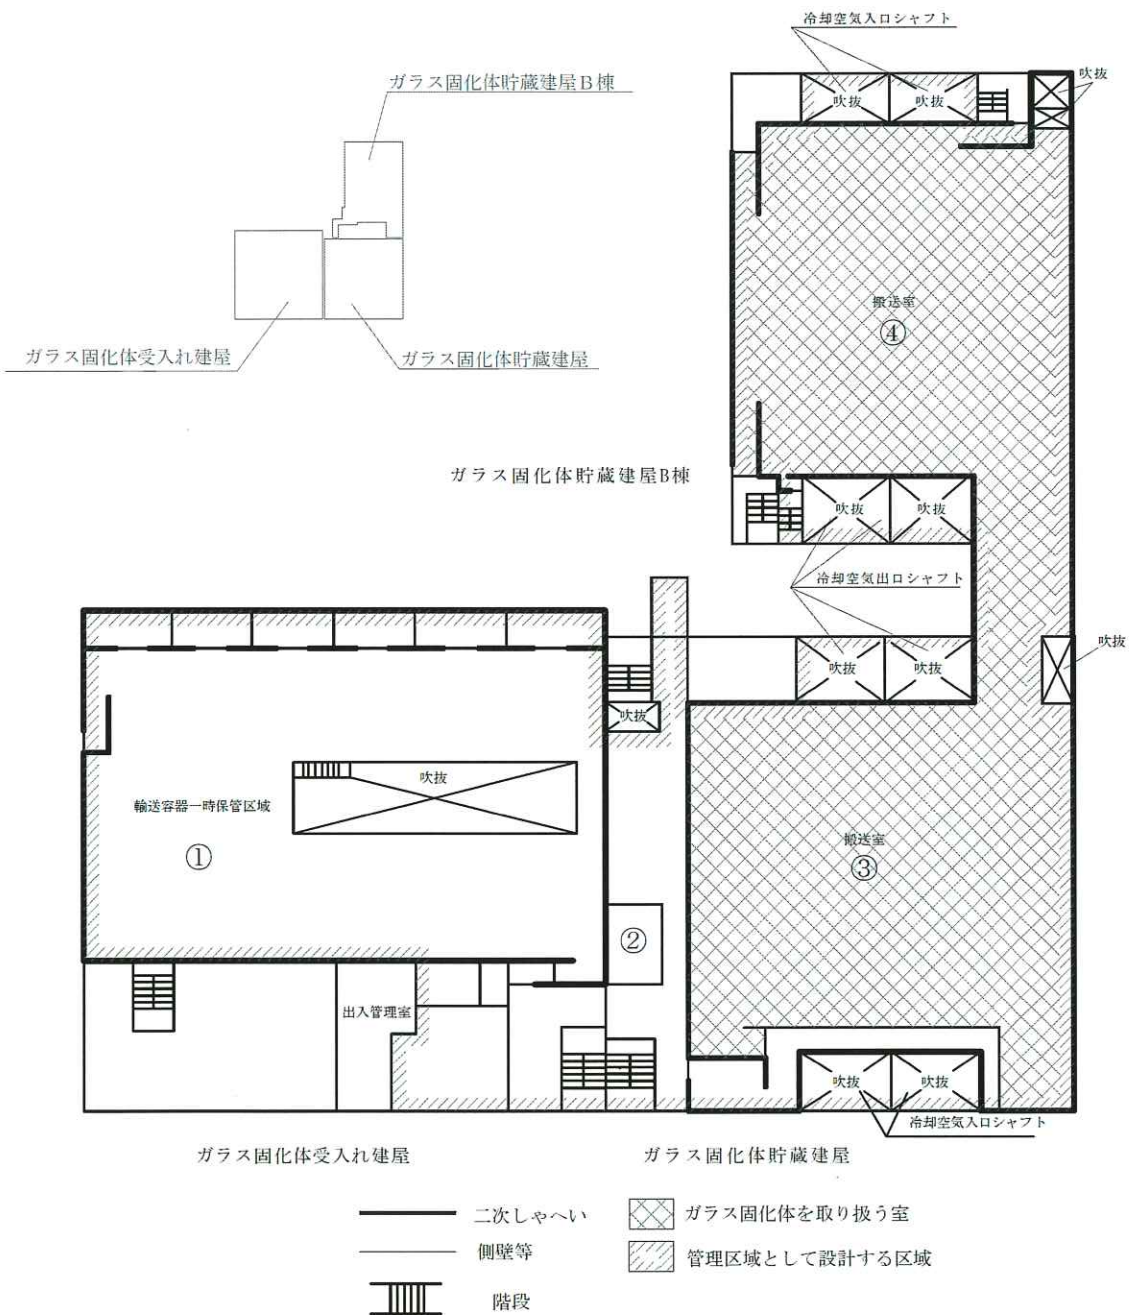 冷却空気入口シャフト
吹抜
ガラス固化体貯蔵建屋B棟
吹抜
吹抜
搬送室
④
ガラス固化体受入れ建屋
ガラス固化体貯蔵建屋
ガラス固化体貯蔵建屋B棟
吹抜
吹抜
冷却空気出口シャフト
吹抜
吹抜
吹抜
吹抜
吹抜
輸送容器一時保管区域
①
搬送室
③
②
出入管理室
吹抜
吹抜
冷却空気入口シャフト
ガラス固化体受入れ建屋
ガラス固化体貯蔵建屋
二次しゃへい
ガラス固化体を取り扱う室
側壁等
管理区域として設計する区域
階段